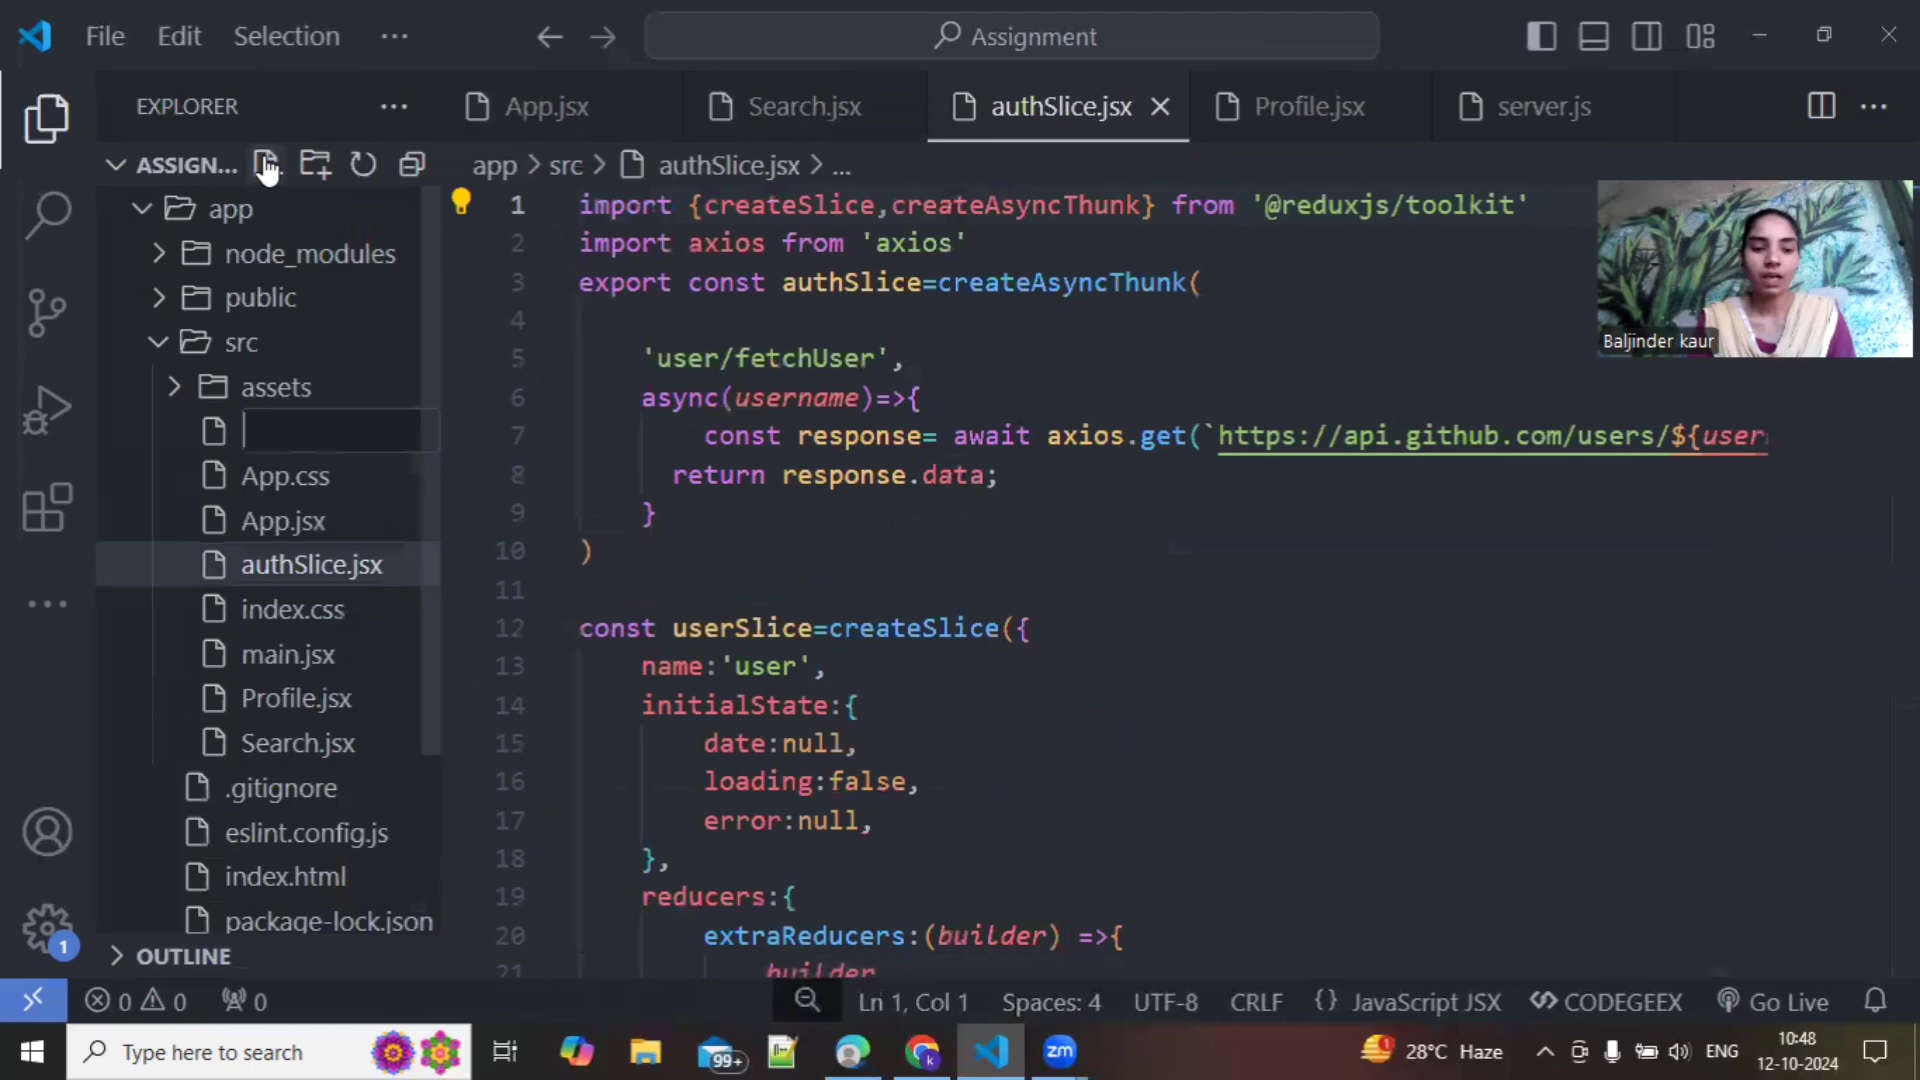 File Edit Selection ... Assignment
EXPLORER ... App.jsx Search.jsx authSlice.jsx Profile.jsx server.js ...
ASSIGN...
app > src > authSlice.jsx > ...
app
node_modules
public
src
assets
App.css
App.jsx
authSlice.jsx
index.css
main.jsx
Profile.jsx
Search.jsx
.gitignore
eslint.config.js
index.html
package-lock.json
OUTLINE
1 import {createSlice,createAsyncThunk} from '@reduxjs/toolkit'
2 import axios from 'axios'
3 export const authSlice=createAsyncThunk(
4
5 'user/fetchUser',
6 async(username)=>{
7 const response= await axios.get(`https://api.github.com/users/${user
8 return response.data;
9 }
10 )
11
12 const userSlice=createSlice({
13 name:'user',
14 initialState:{
15 date:null,
16 loading:false,
17 error:null,
18 },
19 reducers:{
20 extraReducers:(builder) =>{
21 builder
Baljinder kaur
1
0 0 0 Ln 1, Col 1 Spaces: 4 UTF-8 CRLF {} JavaScript JSX CODEGEEX Go Live
Type here to search 99+ k zm 1 28°C Haze ENG 10:48
12-10-2024